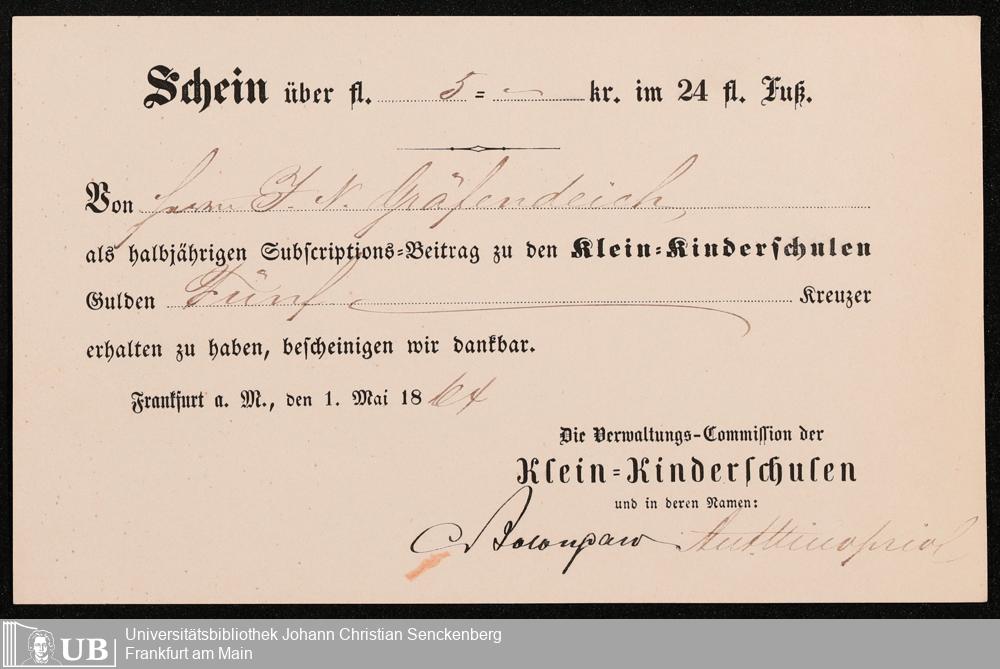 Schein über fl. 5 = - kr. im 24 fl. Fuß.
Von Herrn J. N. Gräfendeich
als halbjährigen Subscriptions=Beitrag zu den Klein=Kinderschulen
Gulden Fünf Kreuzer
erhalten zu haben, bescheinigen wir dankbar.
Frankfurt a. M., den 1. Mai 1864
Die Verwaltungs=Commission der
Klein=Kinderschulen
und in deren Namen:
UB Universitätsbibliothek Johann Christian Senckenberg
Frankfurt am Main